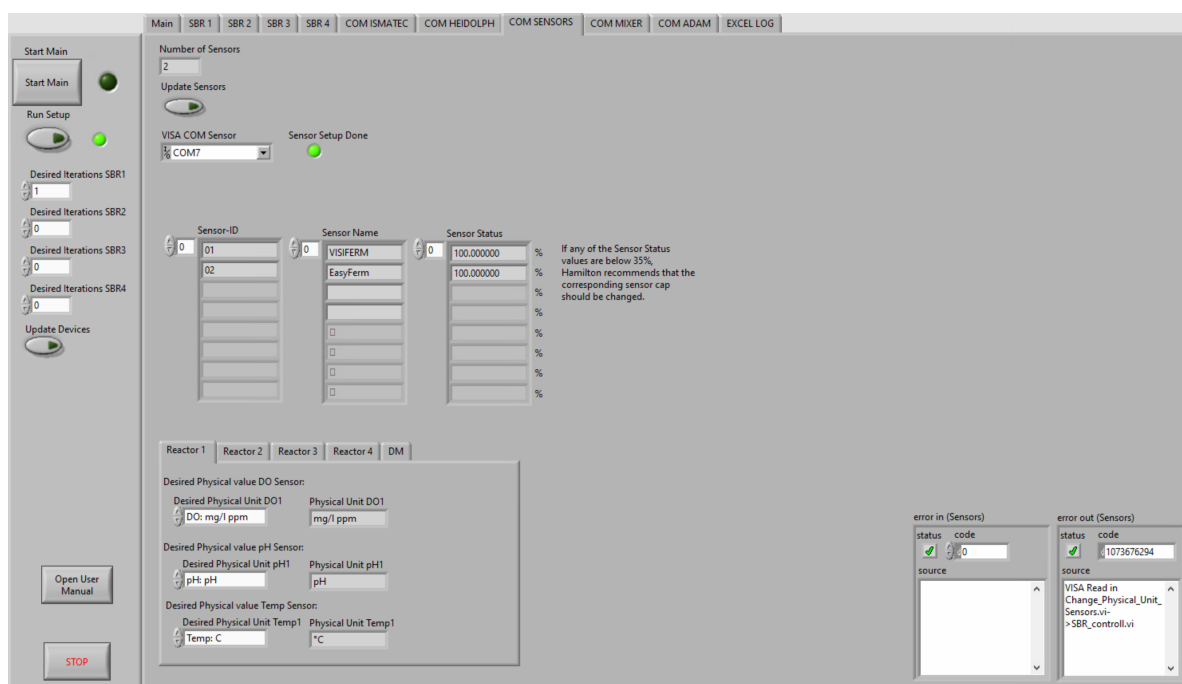 Main SBR 1 SBR 2 SBR 3 SBR 4 COM ISMATEC COM HEIDOLPH COM SENSORS COM MIXER COM ADAM EXCEL LOG
Start Main
Start Main
Run Setup
Desired Iterations SBR1
1
Desired Iterations SBR2
0
Desired Iterations SBR3
0
Desired Iterations SBR4
0
Update Devices
Open User
Manual
STOP
Number of Sensors
2
Update Sensors
VISA COM Sensor Sensor Setup Done
COM7
Sensor-ID Sensor Name Sensor Status
0 01 0 VISIFERM 0 100.000000 %
02 EasyFerm 100.000000 %
%
%
%
%
%
%
If any of the Sensor Status
values are below 35%,
Hamilton recommends that the
corresponding sensor cap
should be changed.
Reactor 1 Reactor 2 Reactor 3 Reactor 4 DM
Desired Physical value DO Sensor:
Desired Physical Unit DO1 Physical Unit DO1
DO: mg/l ppm mg/l ppm
Desired Physical value pH Sensor:
Desired Physical Unit pH1 Physical Unit pH1
pH: pH pH
Desired Physical value Temp Sensor:
Desired Physical Unit Temp1 Physical Unit Temp1
Temp: C °C
error in (Sensors)
status code
0
source
error out (Sensors)
status code
1073676294
source
VISA Read in
Change_Physical_Unit_
Sensors.vi-
>SBR_controll.vi